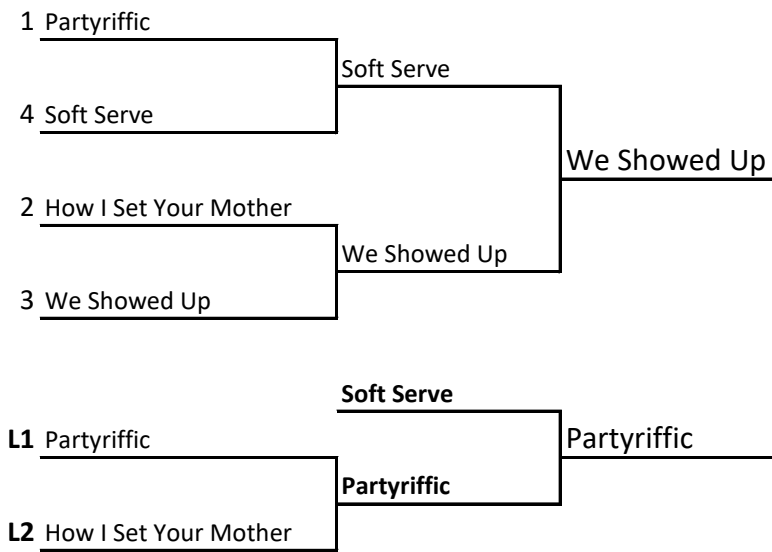 1 Partyriffic
Soft Serve
4 Soft Serve
We Showed Up
2 How I Set Your Mother
We Showed Up
3 We Showed Up
Soft Serve
L1 Partyriffic
Partyriffic
Partyriffic
L2 How I Set Your Mother